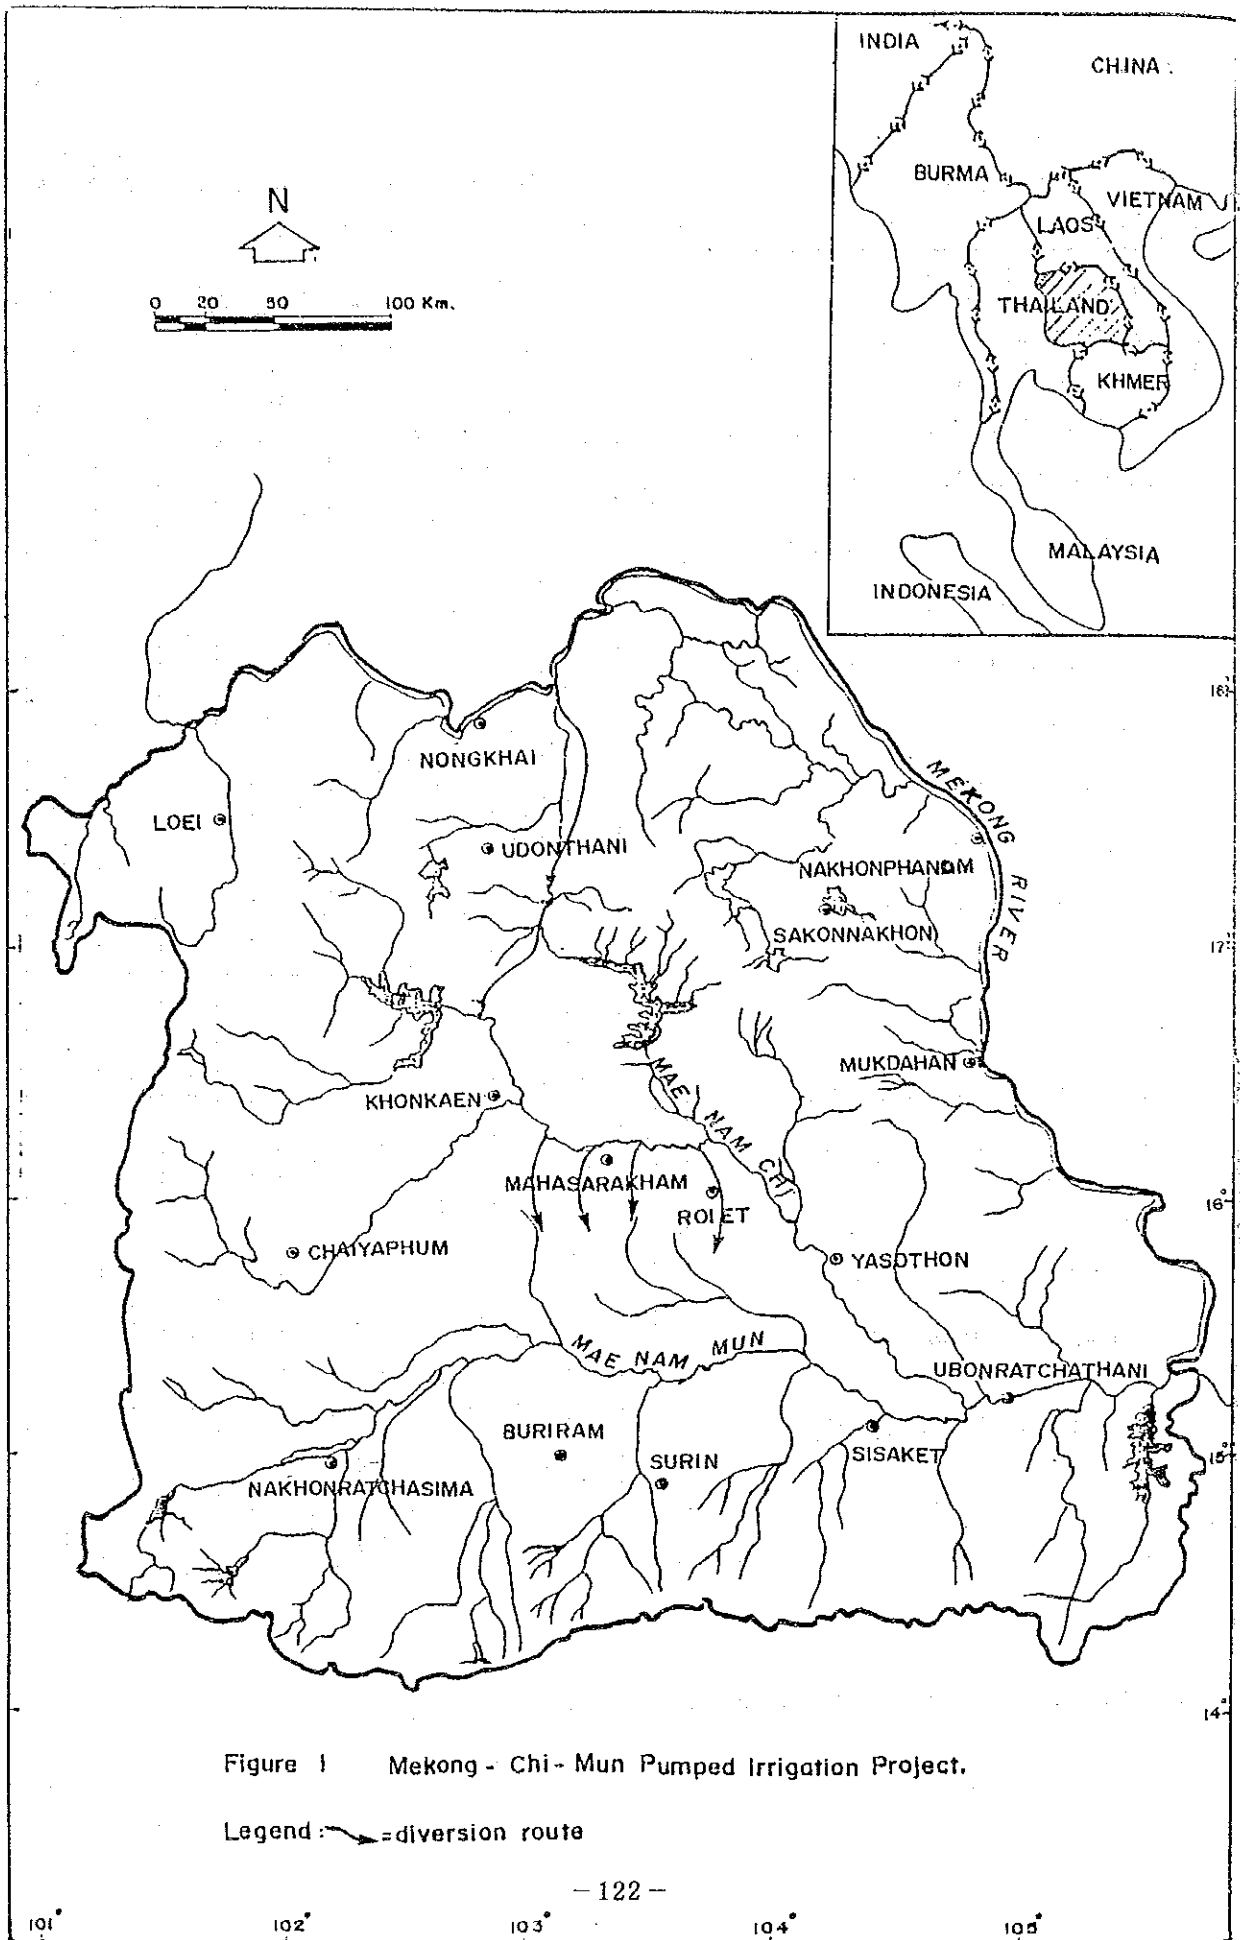 INDIA
CHINA
BURMA
VIETNAM
LAOS
THAILAND
KHMER
MALAYSIA
INDONESIA
N
0 20 50 100 Km.
NONGKHAI
LOEI
UDONTHANI
MEKONG RIVER
NAKHONPHANOM
SAKONNAKHON
MUKDAHAN
KHONKAEN
MAE NAM CHI
MAHASARAKHAM
ROI ET
CHAIYAPHUM
YASOTHON
MAE NAM MUN
UBONRATCHATHANI
BURIRAM
SURIN
SISAKET
NAKHONRATCHASIMA
18°
17°
16°
15°
14°
Figure 1 Mekong - Chi - Mun Pumped Irrigation Project.
Legend : =diversion route
-122-
101° 102° 103° 104° 105°